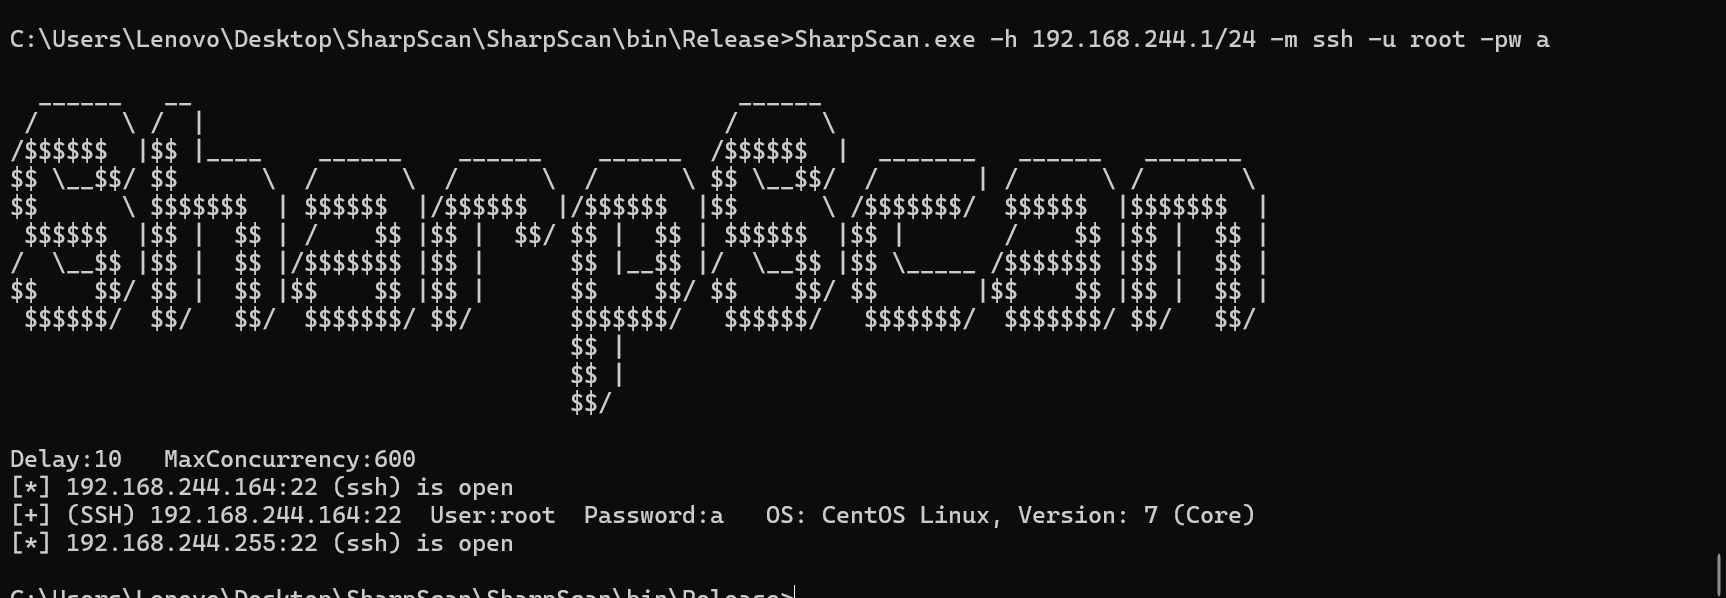 C:\Users\Lenovo\Desktop\SharpScan\SharpScan\bin\Release>SharpScan.exe -h 192.168.244.1/24 -m ssh -u root -pw a
  ______   __                                       ______
 /      \ /  |                                     /      \
/$$$$$$  |$$ |____    ______    ______    ______  /$$$$$$  |  _______   ______   _______
$$ \__$$/ $$      \  /      \  /      \  /      \ $$ \__$$/  /       | /      \ /       \
$$      \ $$$$$$$  | $$$$$$  |/$$$$$$  |/$$$$$$  |$$      \ /$$$$$$$/  $$$$$$  |$$$$$$$  |
 $$$$$$  |$$ |  $$ | /    $$ |$$ |  $$/ $$ |  $$ | $$$$$$  |$$ |       /    $$ |$$ |  $$ |
/  \__$$ |$$ |  $$ |/$$$$$$$ |$$ |      $$ |__$$ |/  \__$$ |$$ \_____ /$$$$$$$ |$$ |  $$ |
$$    $$/ $$ |  $$ |$$    $$ |$$ |      $$    $$/ $$    $$/ $$       |$$    $$ |$$ |  $$ |
 $$$$$$/  $$/   $$/  $$$$$$$/ $$/       $$$$$$$/   $$$$$$/   $$$$$$$/  $$$$$$$/ $$/   $$/
                                        $$ |
                                        $$ |
                                        $$/
Delay:10   MaxConcurrency:600
[*] 192.168.244.164:22 (ssh) is open
[+] (SSH) 192.168.244.164:22  User:root  Password:a   OS: CentOS Linux, Version: 7 (Core)
[*] 192.168.244.255:22 (ssh) is open
C:\Users\Lenovo\Desktop\SharpScan\SharpScan\bin\Release>